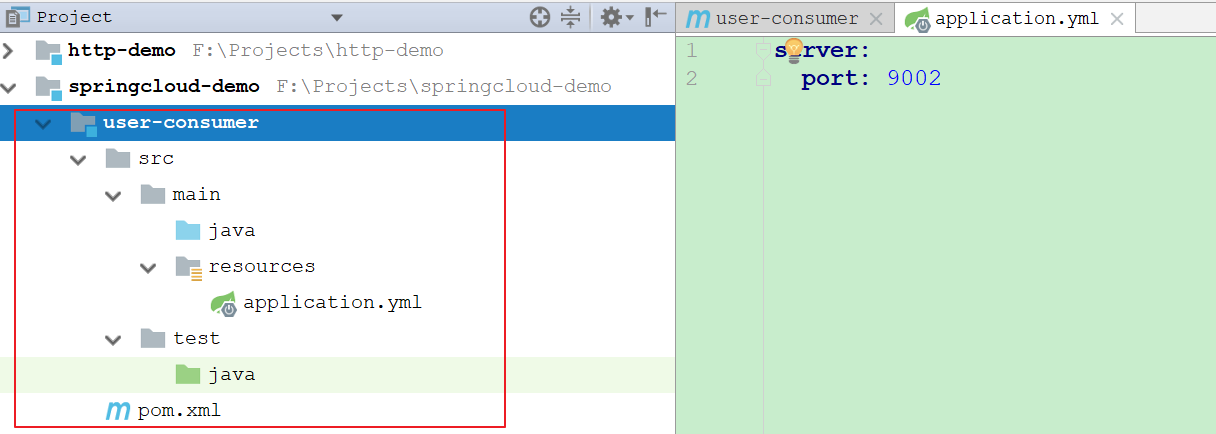 Project
http-demo F:\Projects\http-demo
springcloud-demo F:\Projects\springcloud-demo
user-consumer
src
main
java
resources
application.yml
test
java
m pom.xml
m user-consumer
application.yml
1 server:
2 port: 9002